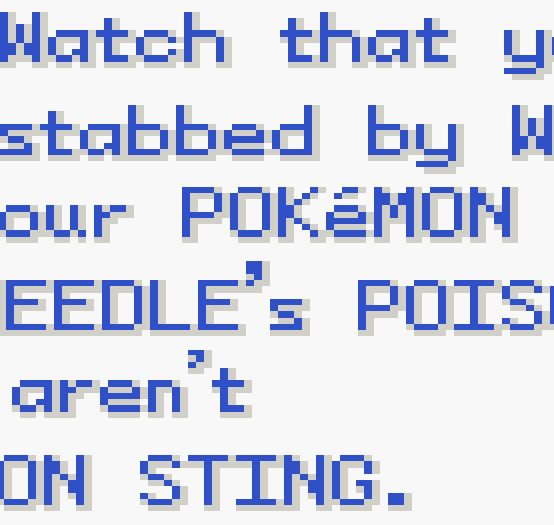 Watch that y
stabbed by W
our POKéMON
EEDLE's POIS
aren't
ON STING.